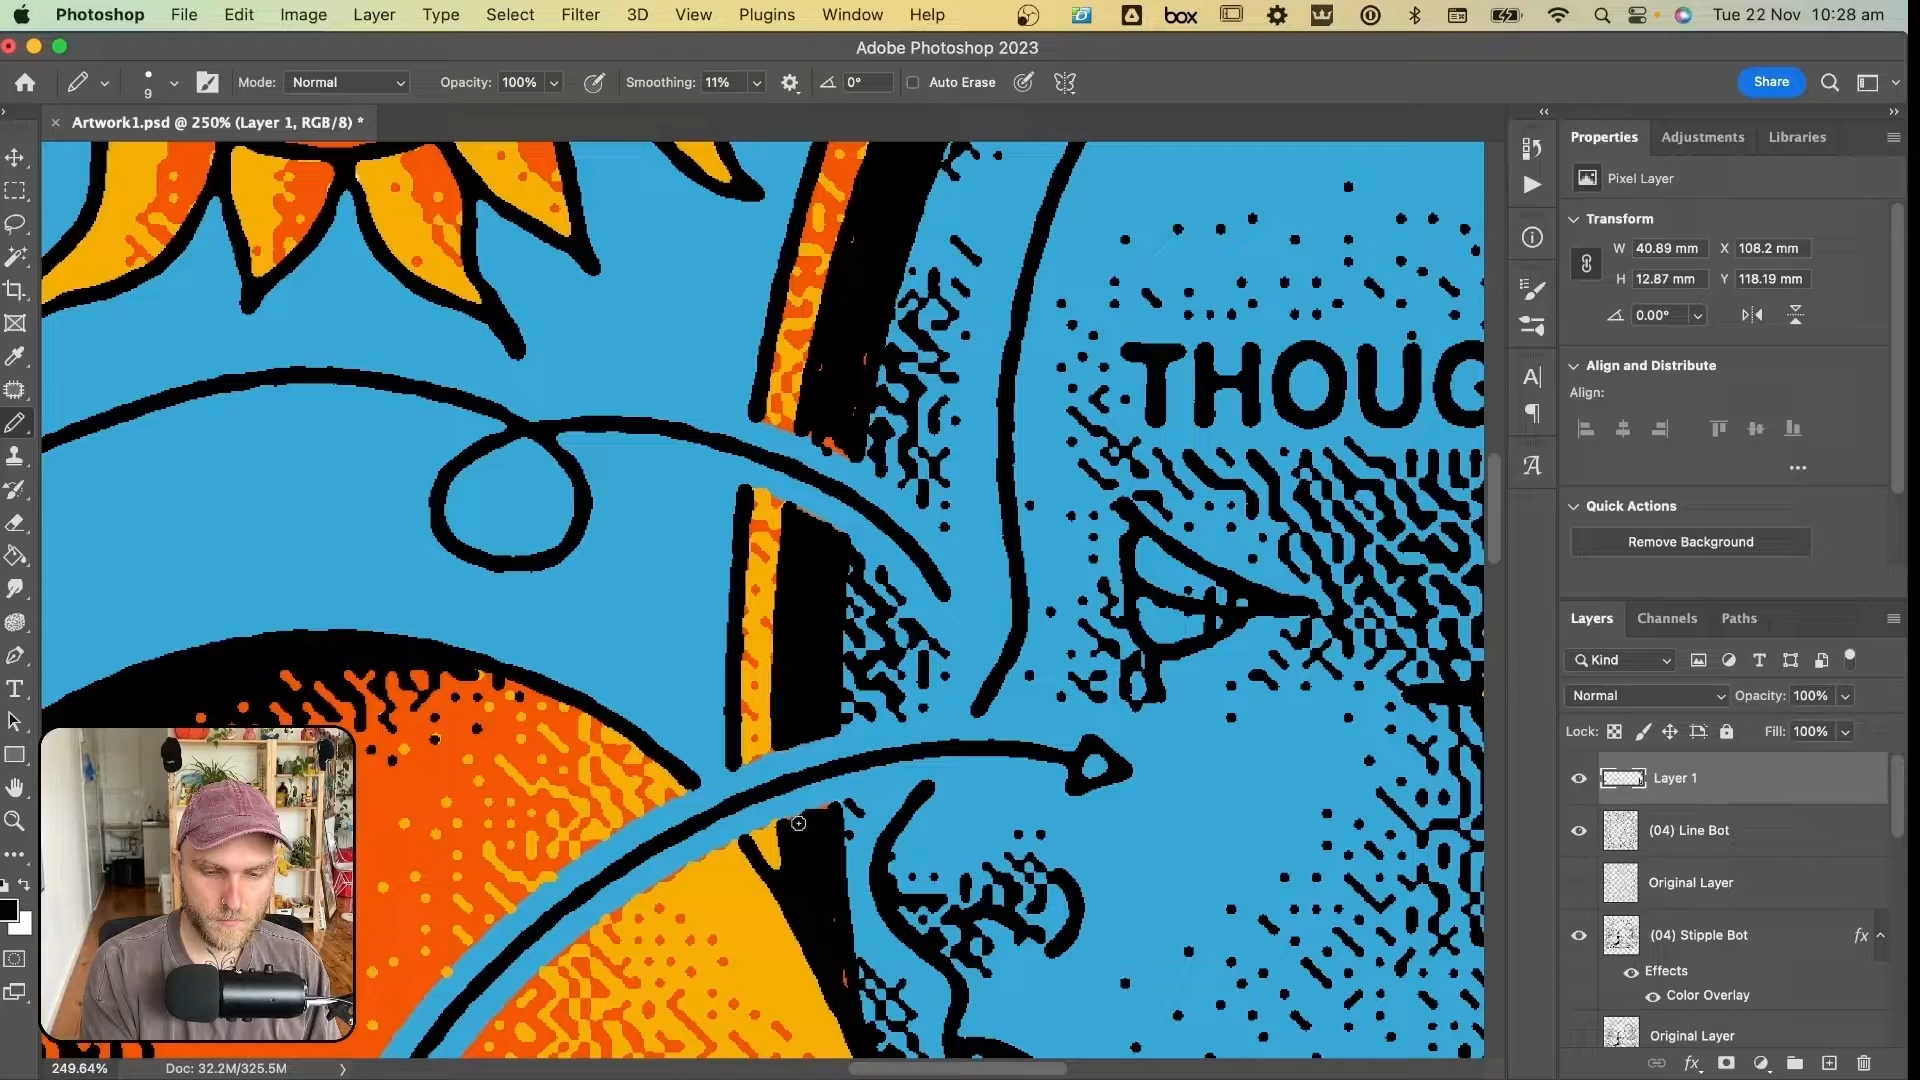 Photoshop File Edit Image Layer Type Select Filter 3D View Plugins Window Help box Tue 22 Nov 10:28 am
Adobe Photoshop 2023
9 Mode: Normal Opacity: 100% Smoothing: 11% 0° Auto Erase Share
Artwork1.psd @ 250% (Layer 1, RGB/8) *
Properties Adjustments Libraries
Pixel Layer
Transform
W 40.89 mm X 108.2 mm
H 12.87 mm Y 118.19 mm
0.00°
Align and Distribute
Align:
THOUG
Quick Actions
Remove Background
Layers Channels Paths
Kind
Normal Opacity: 100%
Lock: Fill: 100%
Layer 1
(04) Line Bot
Original Layer
(04) Stipple Bot fx
Effects
Color Overlay
Original Layer
249.64% Doc: 32.2M/325.5M